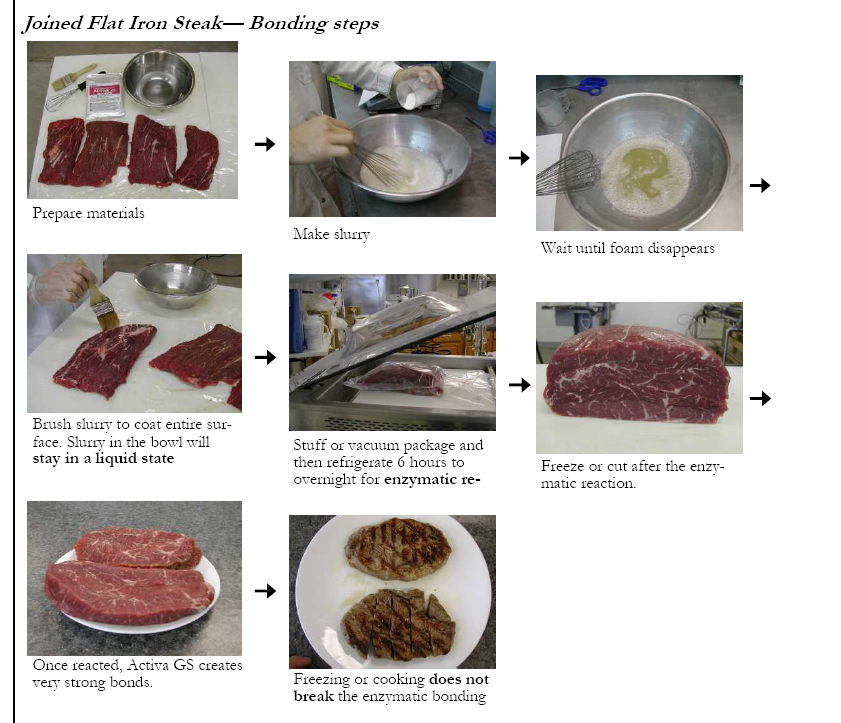 Joined Flat Iron Steak— Bonding steps
Prepare materials
Make slurry
Wait until foam disappears
Brush slurry to coat entire sur-
face. Slurry in the bowl will
stay in a liquid state
Stuff or vacuum package and
then refrigerate 6 hours to
overnight for enzymatic re-
Freeze or cut after the enzy-
matic reaction.
Once reacted, Activa GS creates
very strong bonds.
Freezing or cooking does not
break the enzymatic bonding